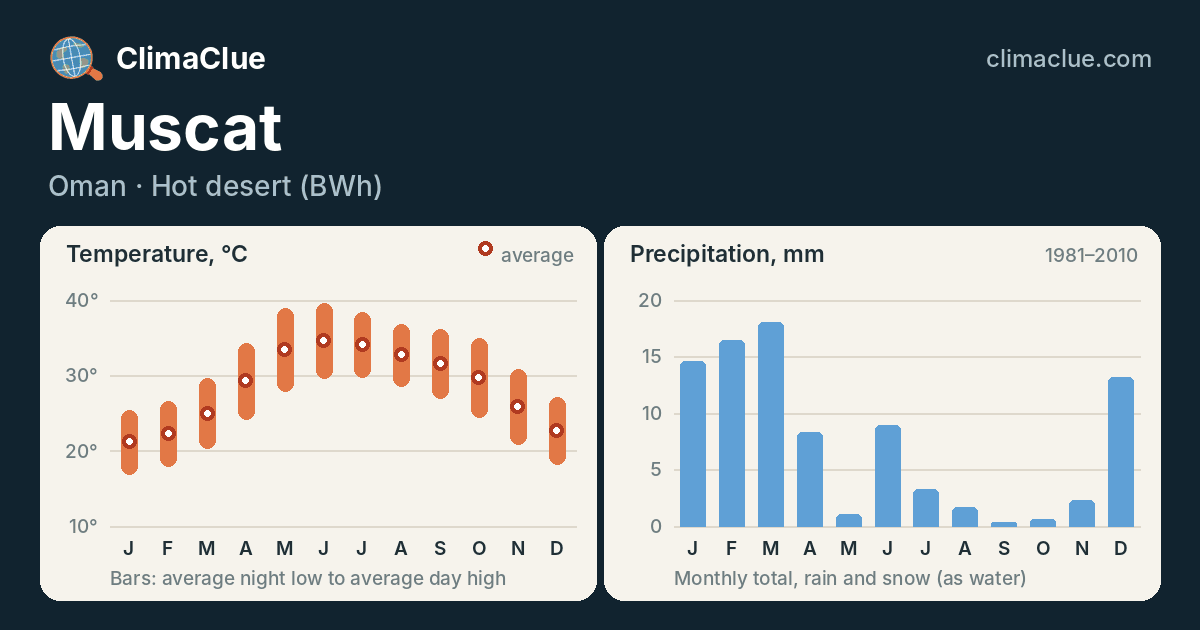 ClimaClue
climaclue.com
Muscat
Oman · Hot desert (BWh)
Temperature, °C
average
40°
30°
20°
10°
J F M A M J J A S O N D
Bars: average night low to average day high
Precipitation, mm
1981–2010
20
15
10
5
0
J F M A M J J A S O N D
Monthly total, rain and snow (as water)